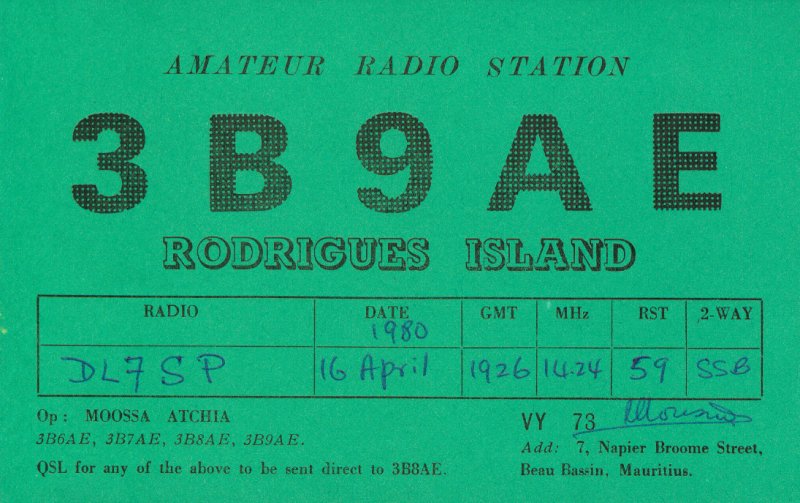 AMATEUR RADIO STATION
3B9AE
RODRIGUES ISLAND
RADIO DATE GMT MHz RST 2-WAY
1980
DL7SP 16 April 1926 14.24 59 SSB
Op: MOOSSA ATCHIA
3B6AE, 3B7AE, 3B8AE, 3B9AE.
QSL for any of the above to be sent direct to 3B8AE.
VY 73
Add: 7, Napier Broome Street,
Beau Bassin, Mauritius.